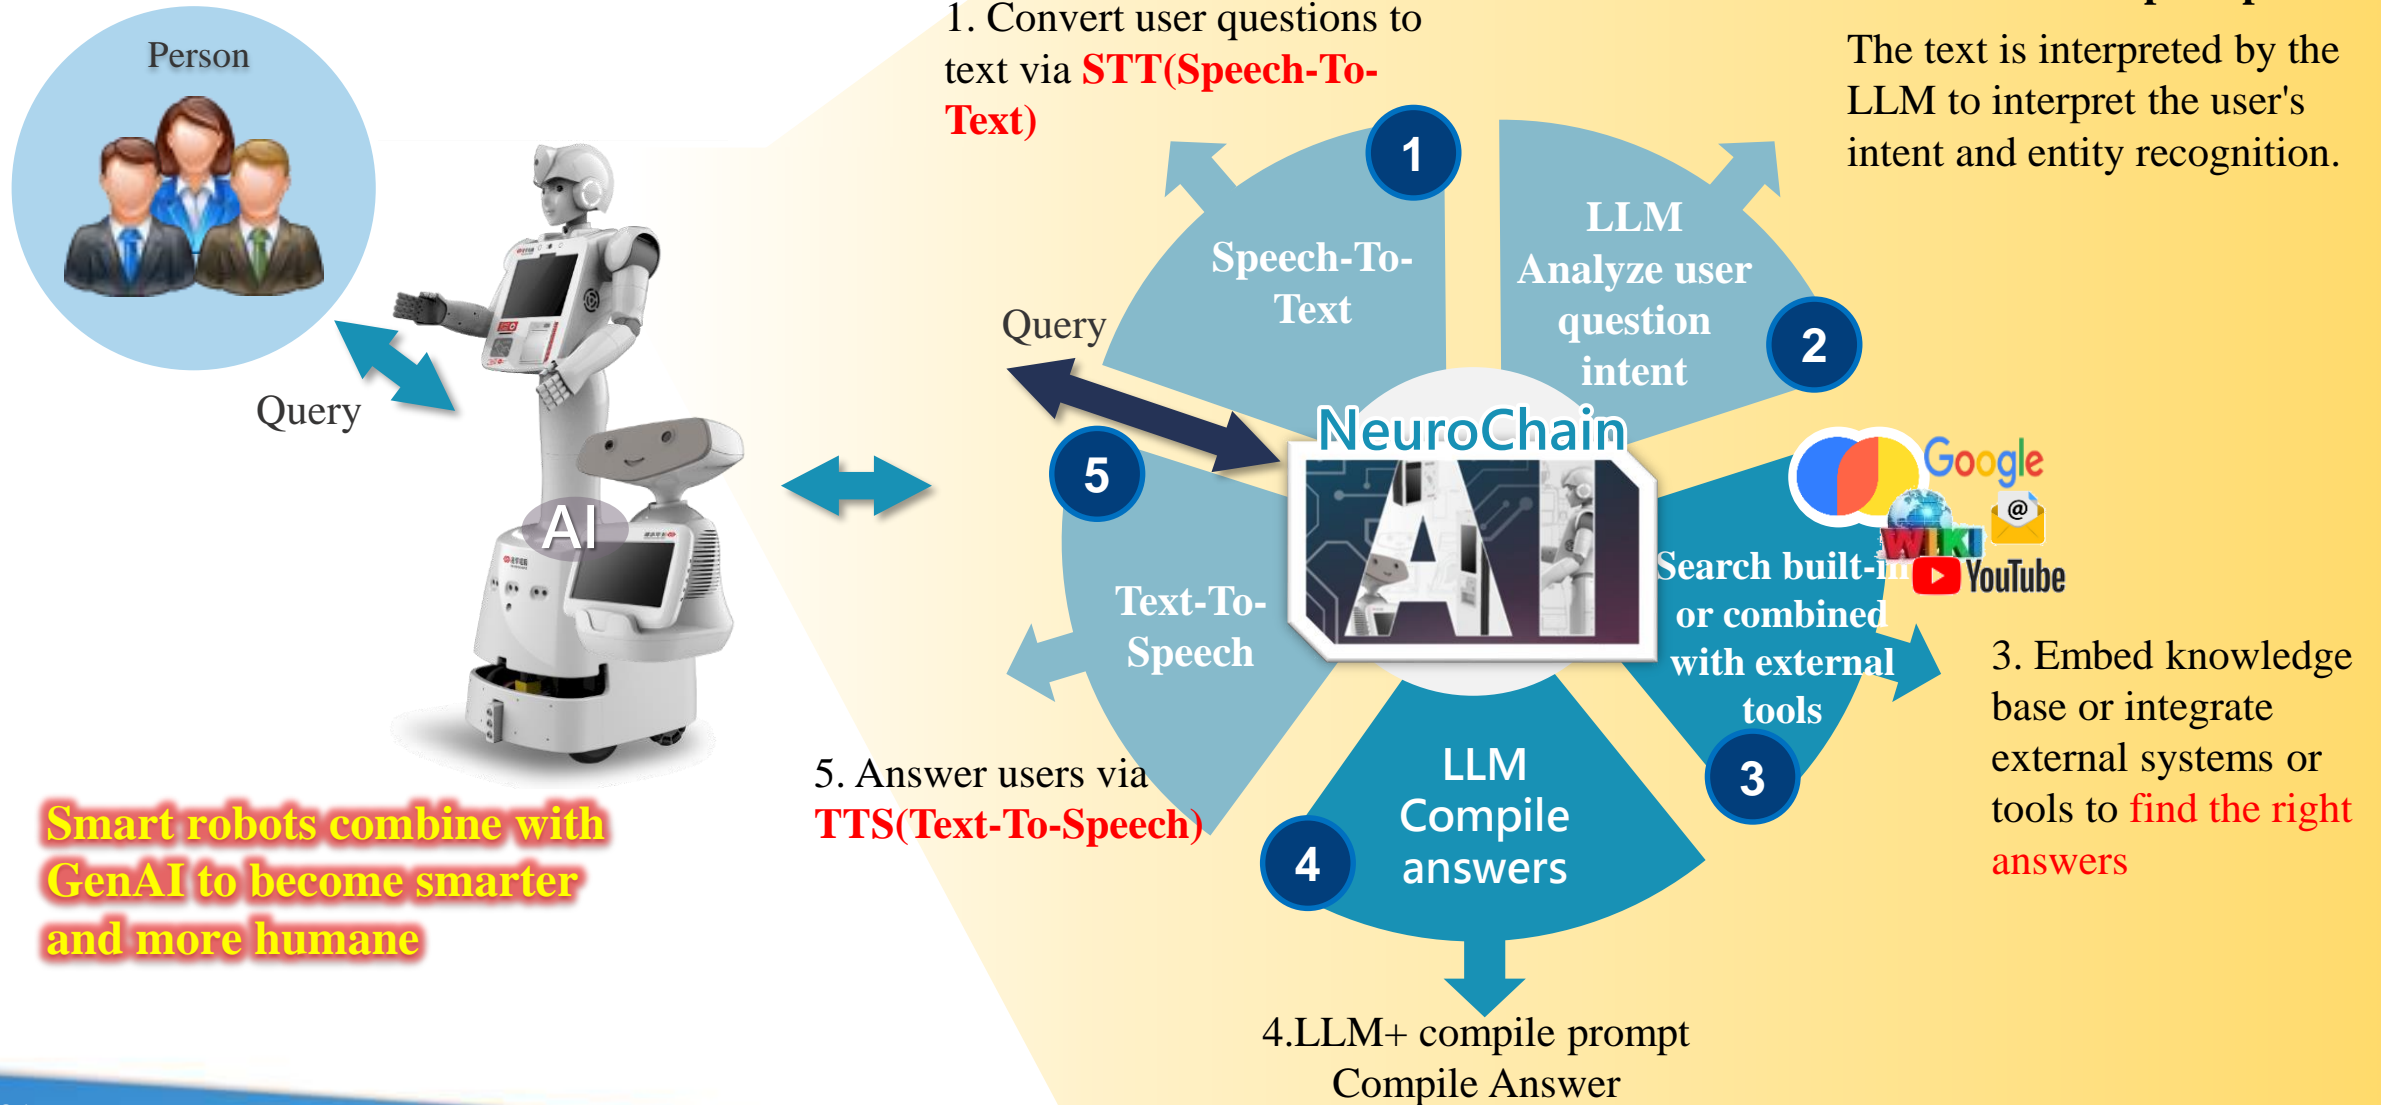 Person
Query
AI
Smart robots combine with
GenAI to become smarter
and more humane
1. Convert user questions to
text via STT(Speech-To-
Text)
The text is interpreted by the
LLM to interpret the user's
intent and entity recognition.
1
Speech-To-
Text
LLM
Analyze user
question
intent
2
Query
NeuroChain
AI
Google
@
WIKI
YouTube
Search built-in
or combined
with external
tools
3
3. Embed knowledge
base or integrate
external systems or
tools to find the right
answers
5
Text-To-
Speech
5. Answer users via
TTS(Text-To-Speech)
LLM
Compile
answers
4
4.LLM+ compile prompt
Compile Answer